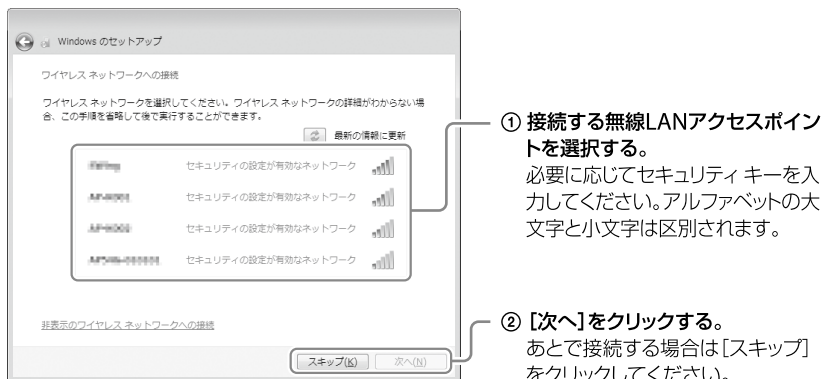 Windows のセットアップ
ワイヤレス ネットワークへの接続
ワイヤレス ネットワークを選択してください。ワイヤレス ネットワークの詳細がわからない場
合、この手順を省略して後で実行することができます。
最新の情報に更新
セキュリティの設定が有効なネットワーク
セキュリティの設定が有効なネットワーク
セキュリティの設定が有効なネットワーク
セキュリティの設定が有効なネットワーク
非表示のワイヤレス ネットワークへの接続
スキップ(K) 次へ(N)
① 接続する無線LANアクセスポイン
トを選択する。
必要に応じてセキュリティ キーを入
力してください。アルファベットの大
文字と小文字は区別されます。
② [次へ]をクリックする。
あとで接続する場合は[スキップ]
をクリックしてください。